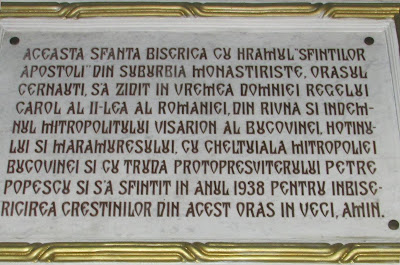 ACEASTA SFANTA BISERICA CU HRAMUL "SFINTILOR
APOSTOLI" DIN SUBURBIA MONASTIRISTE, ORASUL
CERNAUTI, S'A ZIDIT IN VREMEA DOMNIEI REGELUI
CAROL AL II-LEA AL ROMANIEI, DIN RIVNA SI INDEM-
NUL MITROPOLITULUI VISARION AL BUCOVINEI, HOTINU-
LUI SI MARAMURESULUI, CU CHELTUIALA MITROPOLIEI
BUCOVINEI SI CU TRUDA PROTOPRESVITERULUI PETRE
POPESCU SI S'A SFINTIT IN ANUL 1938 PENTRU INBISE-
RICIREA CRESTINILOR DIN ACEST ORAS IN VECI, AMIN.